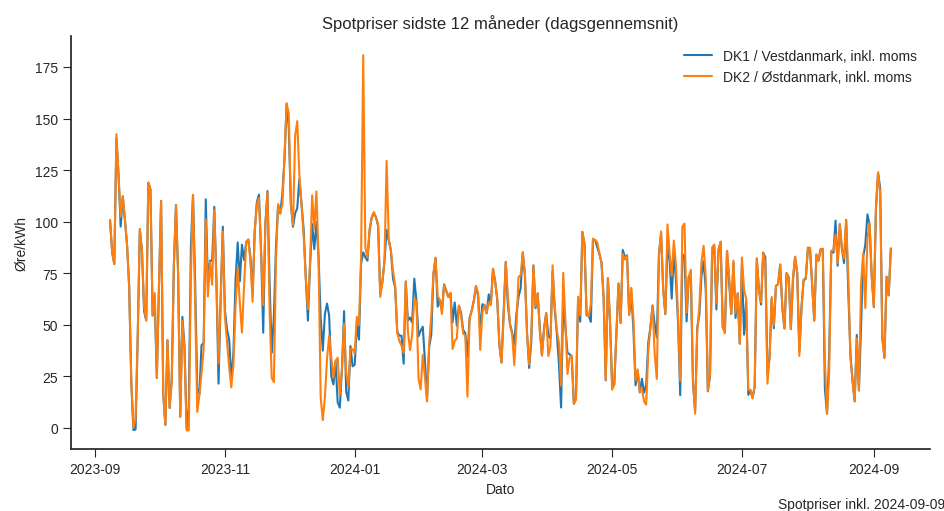 Spotpriser sidste 12 måneder (dagsgennemsnit)
DK1 / Vestdanmark, inkl. moms
DK2 / Østdanmark, inkl. moms
Øre/kWh
175
150
125
100
75
50
25
0
2023-09
2023-11
2024-01
2024-03
2024-05
2024-07
2024-09
Dato
Spotpriser inkl. 2024-09-09